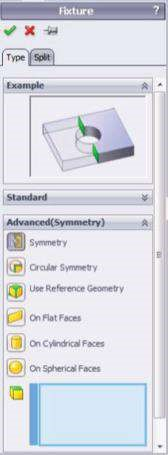 Fixture ?
Type Split
Example
Standard
Advanced(Symmetry)
Symmetry
Circular Symmetry
Use Reference Geometry
On Flat Faces
On Cylindrical Faces
On Spherical Faces